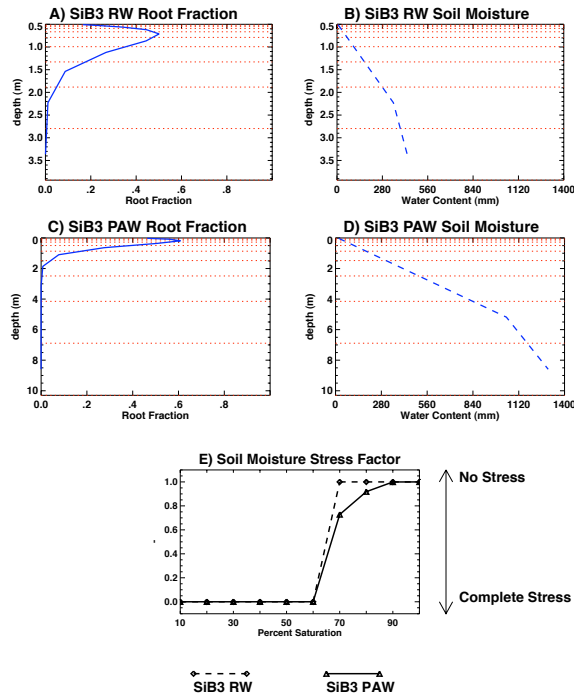 A) SiB3 RW Root Fraction
0.5
1.0
1.5
2.0
2.5
3.0
3.5
depth (m)
0.0 .2 .4 .6 .8
Root Fraction
B) SiB3 RW Soil Moisture
0.5
1.0
1.5
2.0
2.5
3.0
3.5
depth (m)
0 280 560 840 1120 1400
Water Content (mm)
C) SiB3 PAW Root Fraction
0
2
4
6
8
10
depth (m)
0.0 .2 .4 .6 .8
Root Fraction
D) SiB3 PAW Soil Moisture
0
2
4
6
8
10
depth (m)
0 280 560 840 1120 1400
Water Content (mm)
E) Soil Moisture Stress Factor
1.0
0.8
0.6
0.4
0.2
0.0
10 30 50 70 90
Percent Saturation
No Stress
Complete Stress
SiB3 RW
SiB3 PAW